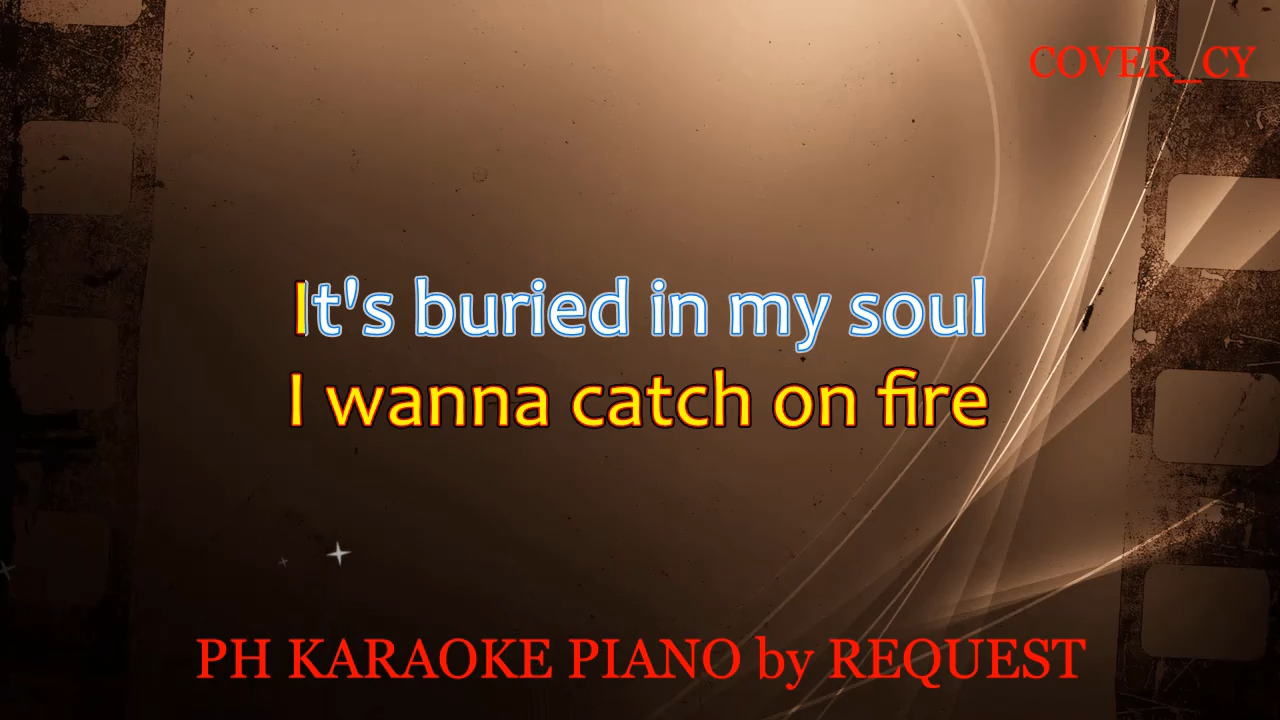 COVER_CY
It's buried in my soul
I wanna catch on fire
PH KARAOKE PIANO by REQUEST